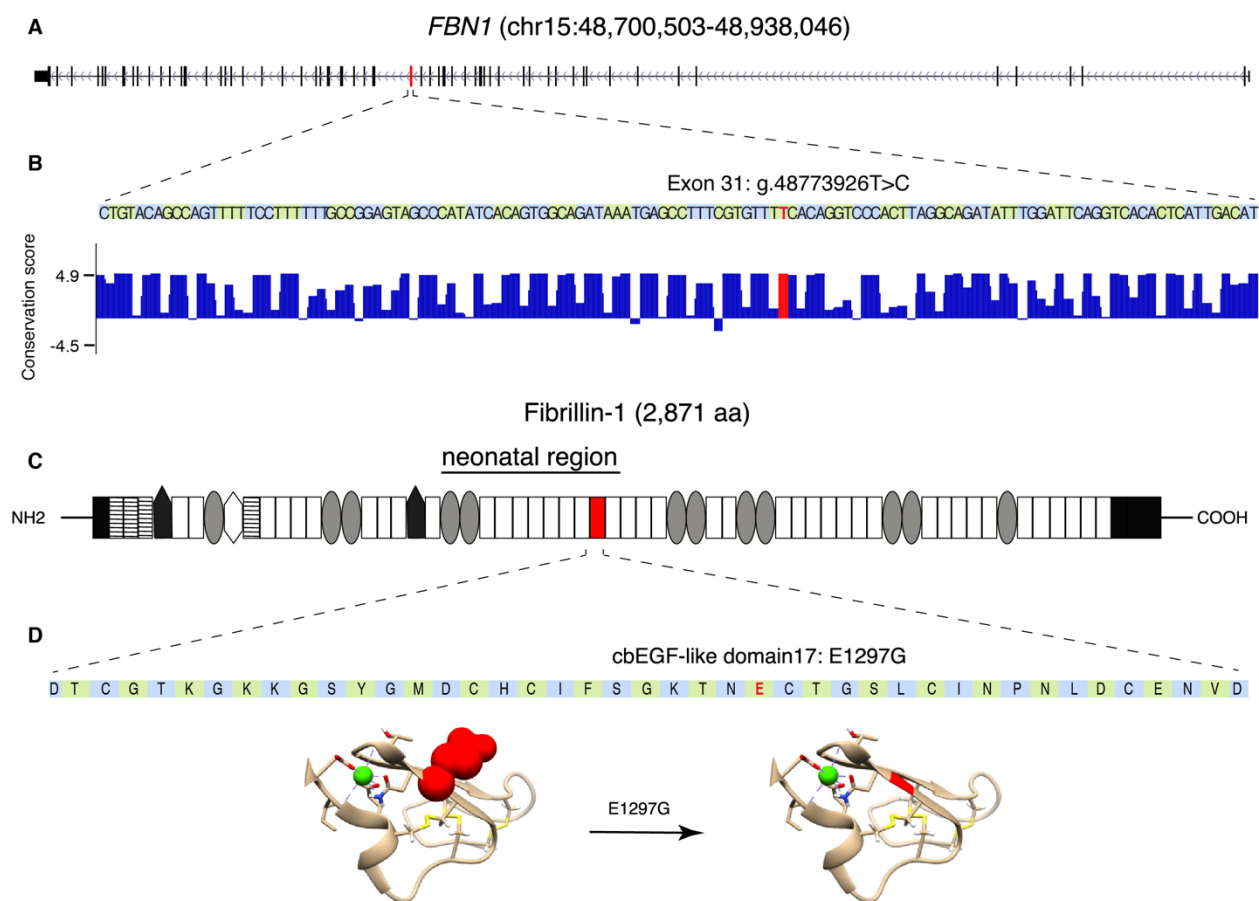 A
FBN1 (chr15:48,700,503-48,938,046)
B
Exon 31: g.48773926T>C
CTGTACAGCCAGTTTTTCCTTTTTTGCCGGAGTAGCCCATATCACAGTGGCAGATAAATGAGCCTTTCGTGTTTTCACAGGTCCCACTTAGGCAGATATTTGGATTCAGGTCACACTCATTGACAT
Conservation score
4.9
-4.5
Fibrillin-1 (2,871 aa)
C
neonatal region
NH2
COOH
D
cbEGF-like domain17: E1297G
D T C G T K G K K G S Y G M D C H C I F S G K T N E C T G S L C I N P N L D C E N V D
E1297G